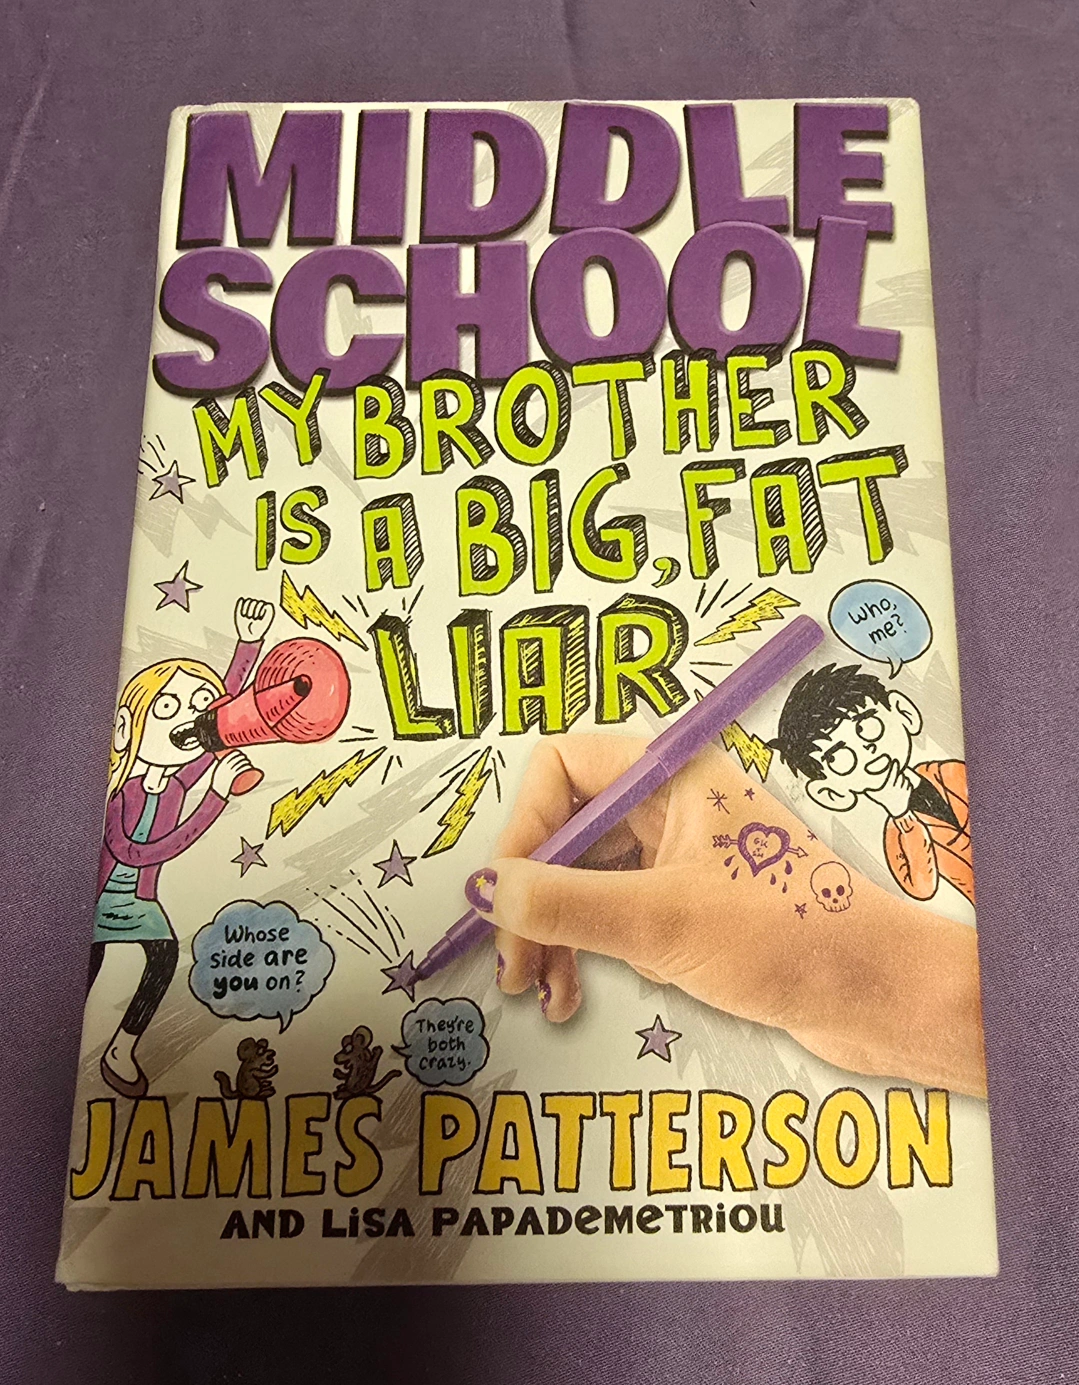 MIDDLE
SCHOOL
MY BROTHER
IS A BIG, FAT
LIAR
Who,
me?
Whose
side are
you on?
They're
both
crazy.
JAMES PATTERSON
AND LiSA PAPADeMeTRiOU